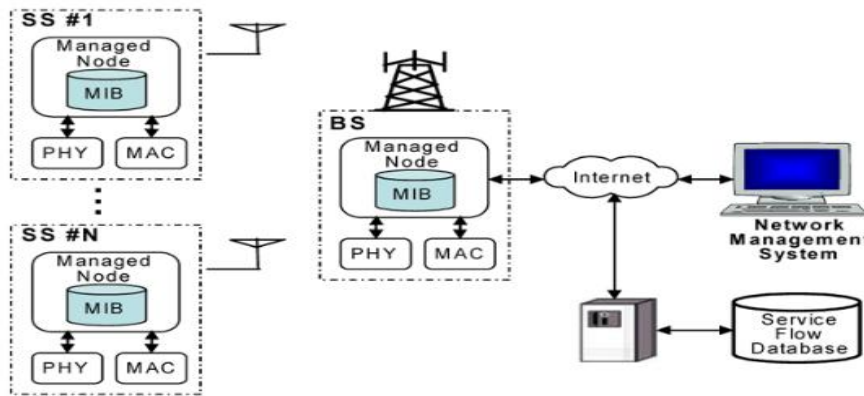 SS #1
Managed
Node
MIB
PHY
MAC
SS #N
Managed
Node
MIB
PHY
MAC
BS
Managed
Node
MIB
PHY
MAC
Internet
Network
Management
System
Service
Flow
Database